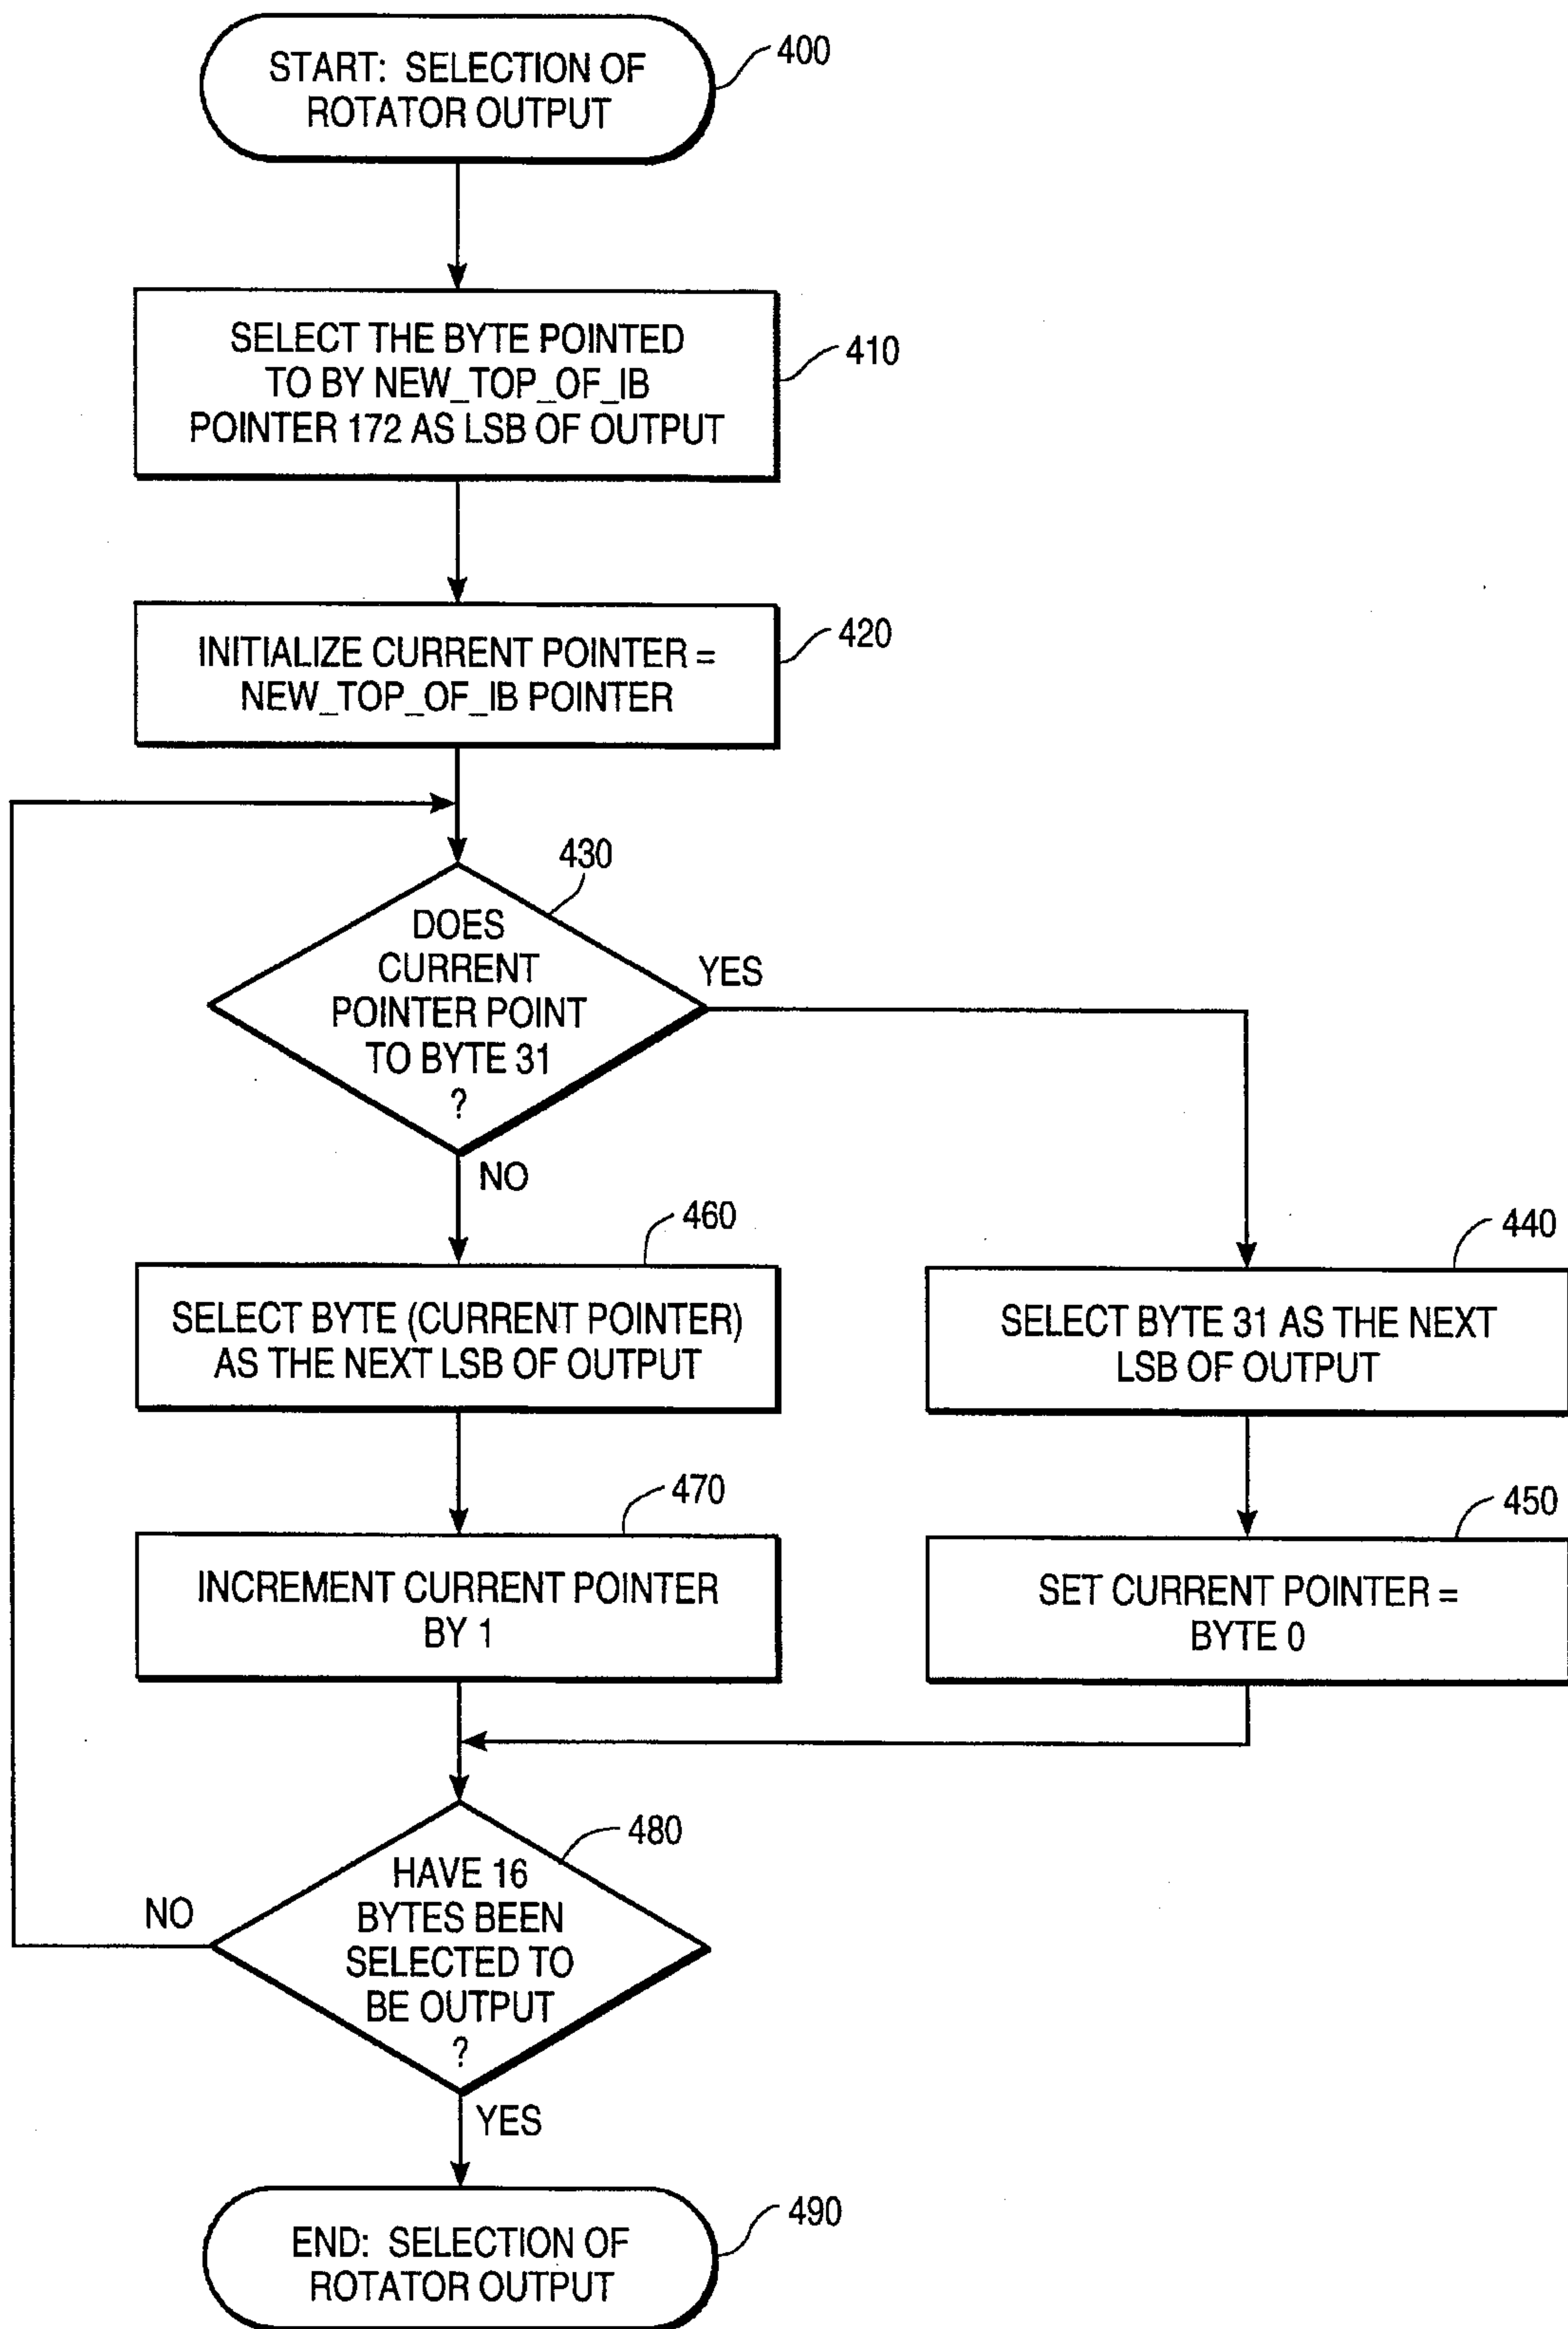 START: SELECTION OF
ROTATOR OUTPUT
400
SELECT THE BYTE POINTED
TO BY NEW_TOP_OF_IB
POINTER 172 AS LSB OF OUTPUT
410
INITIALIZE CURRENT POINTER =
NEW_TOP_OF_IB POINTER
420
430
DOES
CURRENT
POINTER POINT
TO BYTE 31
?
YES
NO
460
SELECT BYTE (CURRENT POINTER)
AS THE NEXT LSB OF OUTPUT
440
SELECT BYTE 31 AS THE NEXT
LSB OF OUTPUT
470
INCREMENT CURRENT POINTER
BY 1
450
SET CURRENT POINTER =
BYTE 0
480
HAVE 16
BYTES BEEN
SELECTED TO
BE OUTPUT
?
NO
YES
END: SELECTION OF
ROTATOR OUTPUT
490